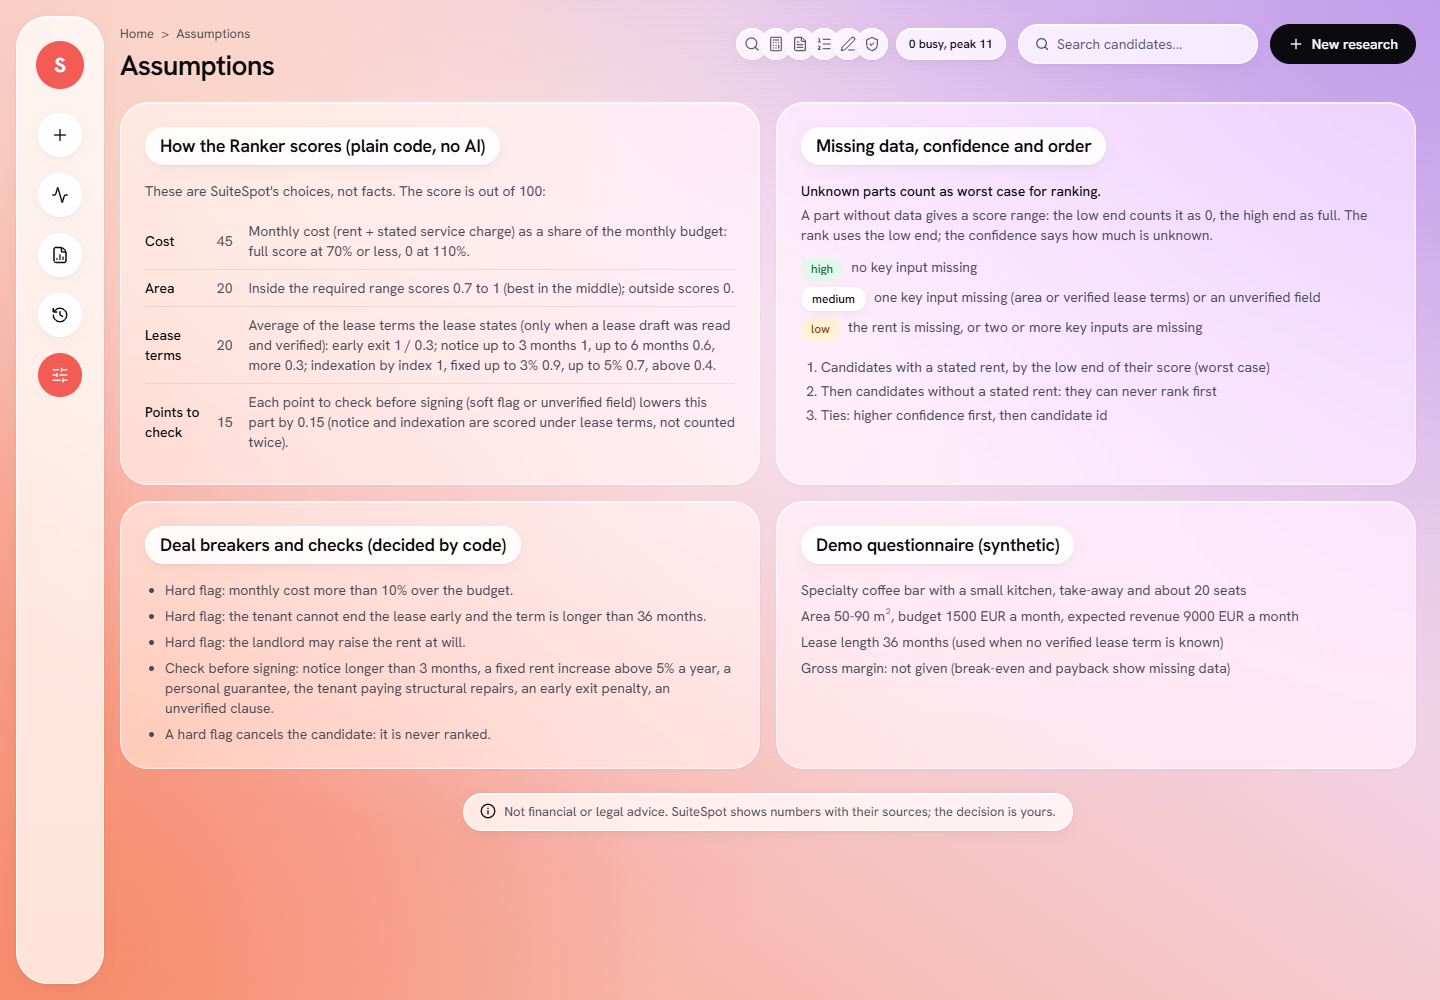 S
Home > Assumptions
Assumptions
0 busy, peak 11
Search candidates...
New research
How the Ranker scores (plain code, no AI)
These are SuiteSpot's choices, not facts. The score is out of 100:
Cost 45 Monthly cost (rent + stated service charge) as a share of the monthly budget:
full score at 70% or less, 0 at 110%.
Area 20 Inside the required range scores 0.7 to 1 (best in the middle); outside scores 0.
Lease terms 20 Average of the lease terms the lease states (only when a lease draft was read
and verified): early exit 1 / 0.3; notice up to 3 months 1, up to 6 months 0.6,
more 0.3; indexation by index 1, fixed up to 3% 0.9, up to 5% 0.7, above 0.4.
Points to check 15 Each point to check before signing (soft flag or unverified field) lowers this
part by 0.15 (notice and indexation are scored under lease terms, not counted
twice).
Missing data, confidence and order
Unknown parts count as worst case for ranking.
A part without data gives a score range: the low end counts it as 0, the high end as full. The
rank uses the low end; the confidence says how much is unknown.
high no key input missing
medium one key input missing (area or verified lease terms) or an unverified field
low the rent is missing, or two or more key inputs are missing
1. Candidates with a stated rent, by the low end of their score (worst case)
2. Then candidates without a stated rent: they can never rank first
3. Ties: higher confidence first, then candidate id
Deal breakers and checks (decided by code)
• Hard flag: monthly cost more than 10% over the budget.
• Hard flag: the tenant cannot end the lease early and the term is longer than 36 months.
• Hard flag: the landlord may raise the rent at will.
• Check before signing: notice longer than 3 months, a fixed rent increase above 5% a year, a
personal guarantee, the tenant paying structural repairs, an early exit penalty, an
unverified clause.
• A hard flag cancels the candidate: it is never ranked.
Demo questionnaire (synthetic)
Specialty coffee bar with a small kitchen, take-away and about 20 seats
Area 50-90 m², budget 1500 EUR a month, expected revenue 9000 EUR a month
Lease length 36 months (used when no verified lease term is known)
Gross margin: not given (break-even and payback show missing data)
Not financial or legal advice. SuiteSpot shows numbers with their sources; the decision is yours.